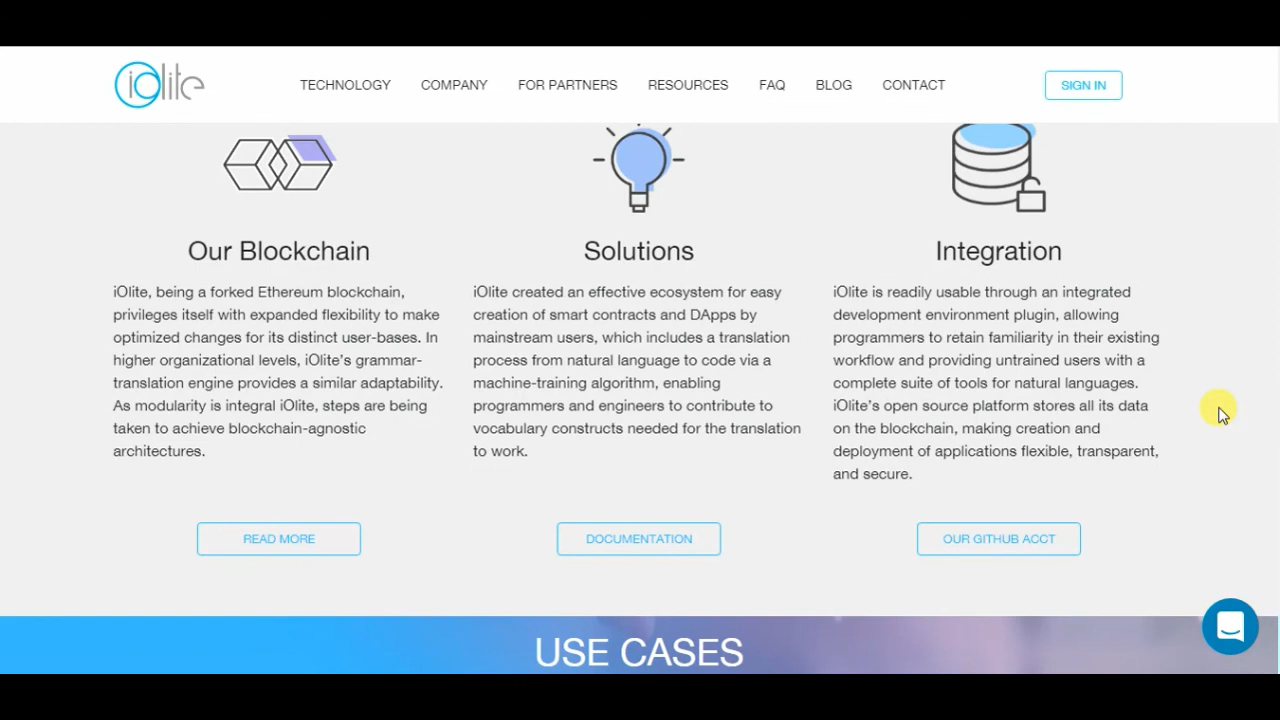 iOlite
TECHNOLOGY COMPANY FOR PARTNERS RESOURCES FAQ BLOG CONTACT SIGN IN
Our Blockchain
iOlite, being a forked Ethereum blockchain,
privileges itself with expanded flexibility to make
optimized changes for its distinct user-bases. In
higher organizational levels, iOlite's grammar-
translation engine provides a similar adaptability.
As modularity is integral iOlite, steps are being
taken to achieve blockchain-agnostic
architectures.
READ MORE
Solutions
iOlite created an effective ecosystem for easy
creation of smart contracts and DApps by
mainstream users, which includes a translation
process from natural language to code via a
machine-training algorithm, enabling
programmers and engineers to contribute to
vocabulary constructs needed for the translation
to work.
DOCUMENTATION
Integration
iOlite is readily usable through an integrated
development environment plugin, allowing
programmers to retain familiarity in their existing
workflow and providing untrained users with a
complete suite of tools for natural languages.
iOlite's open source platform stores all its data
on the blockchain, making creation and
deployment of applications flexible, transparent,
and secure.
OUR GITHUB ACCT
USE CASES